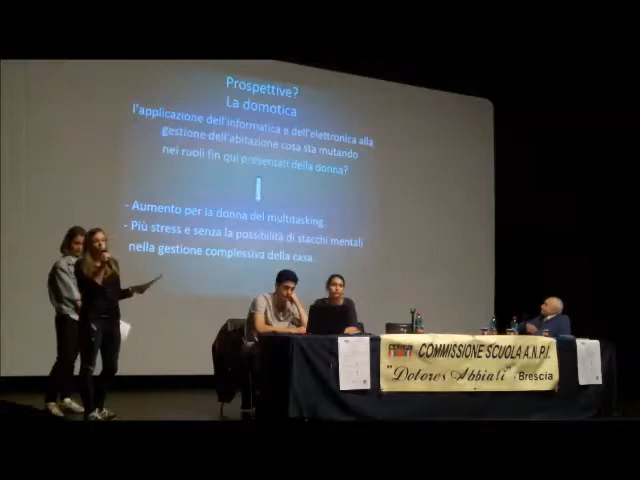 Prospettive?
La domotica
l'applicazione dell'informatica e dell'elettronica alla
gestione dell'abitazione cosa sta mutando
nei ruoli fin qui presentati della donna?
- Aumento per la donna del multitasking.
- Più stress e senza la possibilità di stacchi mentali
nella gestione complessiva della casa.
COMMISSIONE SCUOLA A.N.P.I.
"Dolores Abbiati" - Brescia